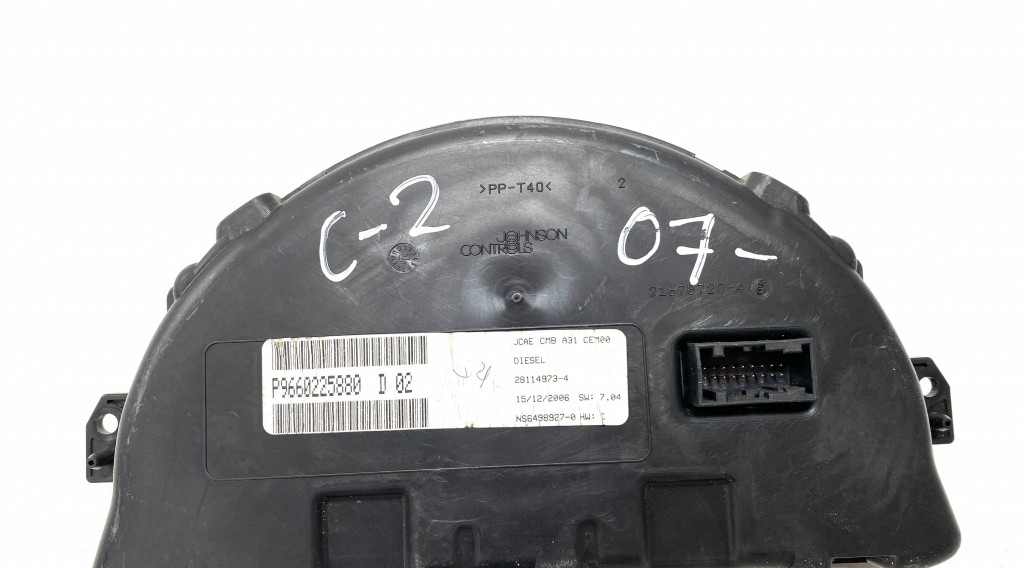 >PP-T40<
2
C-2
07-
JOHNSON
CONTROLS
21678720-4
P9660225880 D 02
JCAE CMB A31 CEM00
DIESEL
28114973-4
15/12/2006 SW: 7.04
NS6498927-0 HW: